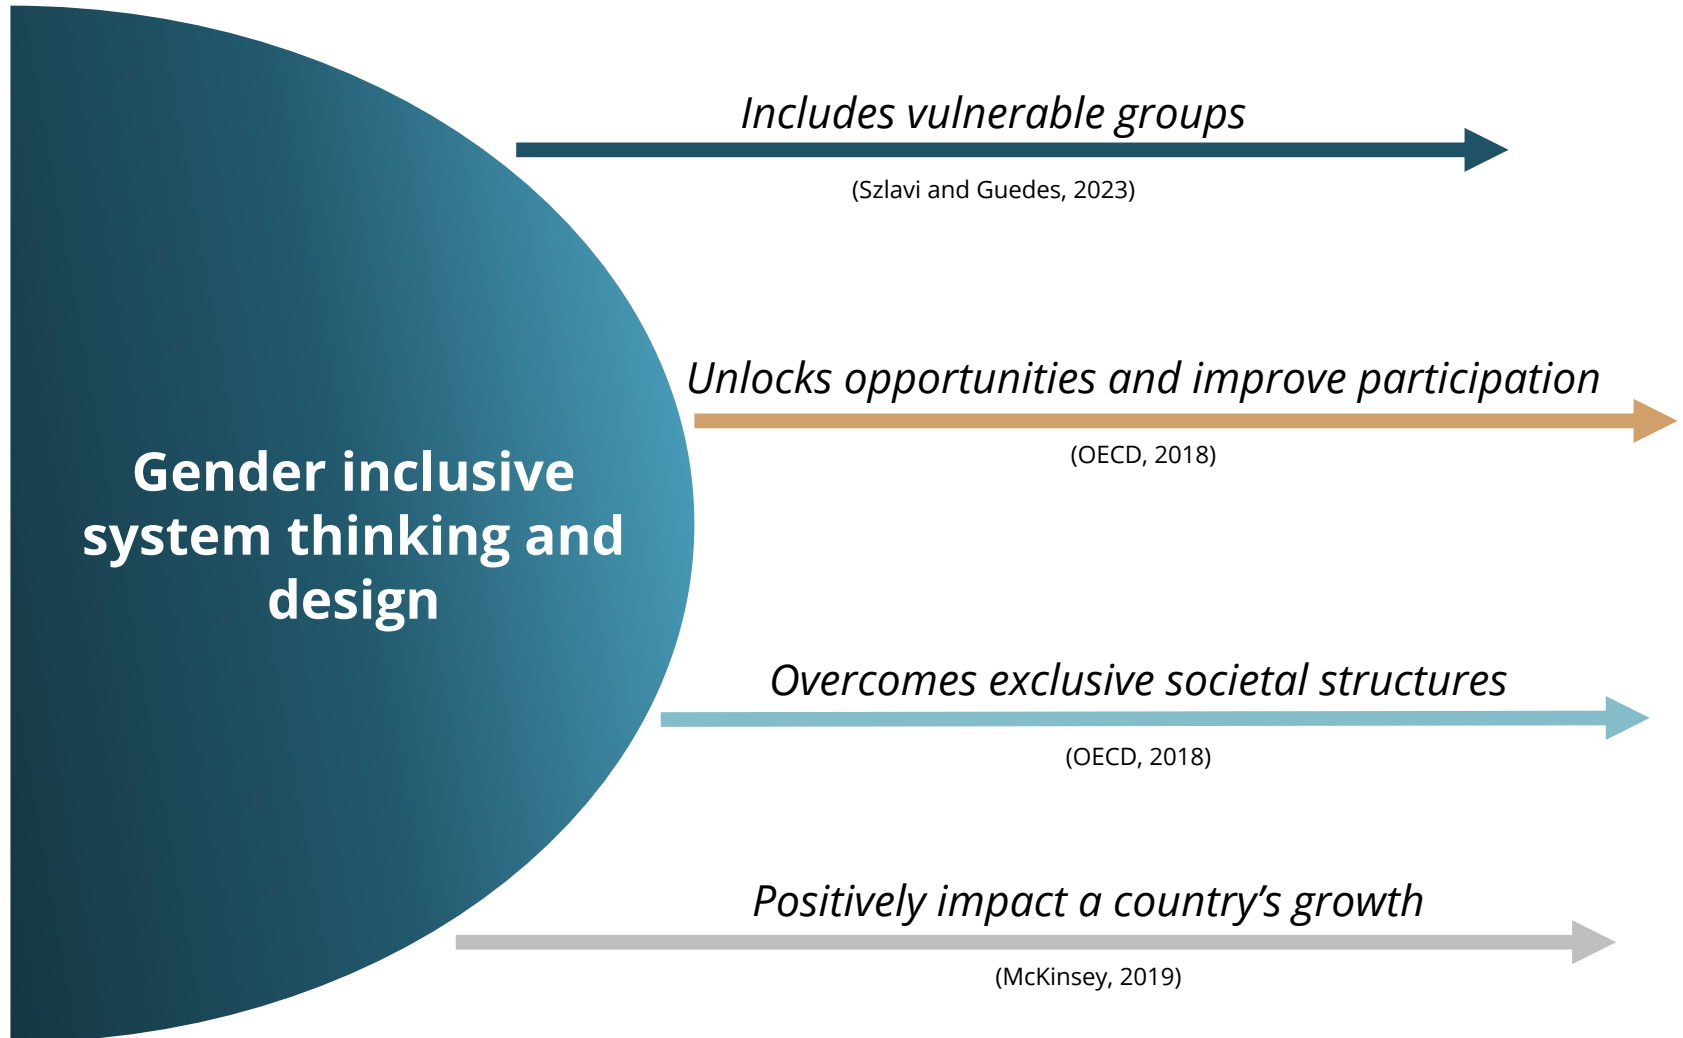 Includes vulnerable groups
(Szlavi and Guedes, 2023)
Unlocks opportunities and improve participation
(OECD, 2018)
Gender inclusive
system thinking and
design
Overcomes exclusive societal structures
(OECD, 2018)
Positively impact a country’s growth
(McKinsey, 2019)